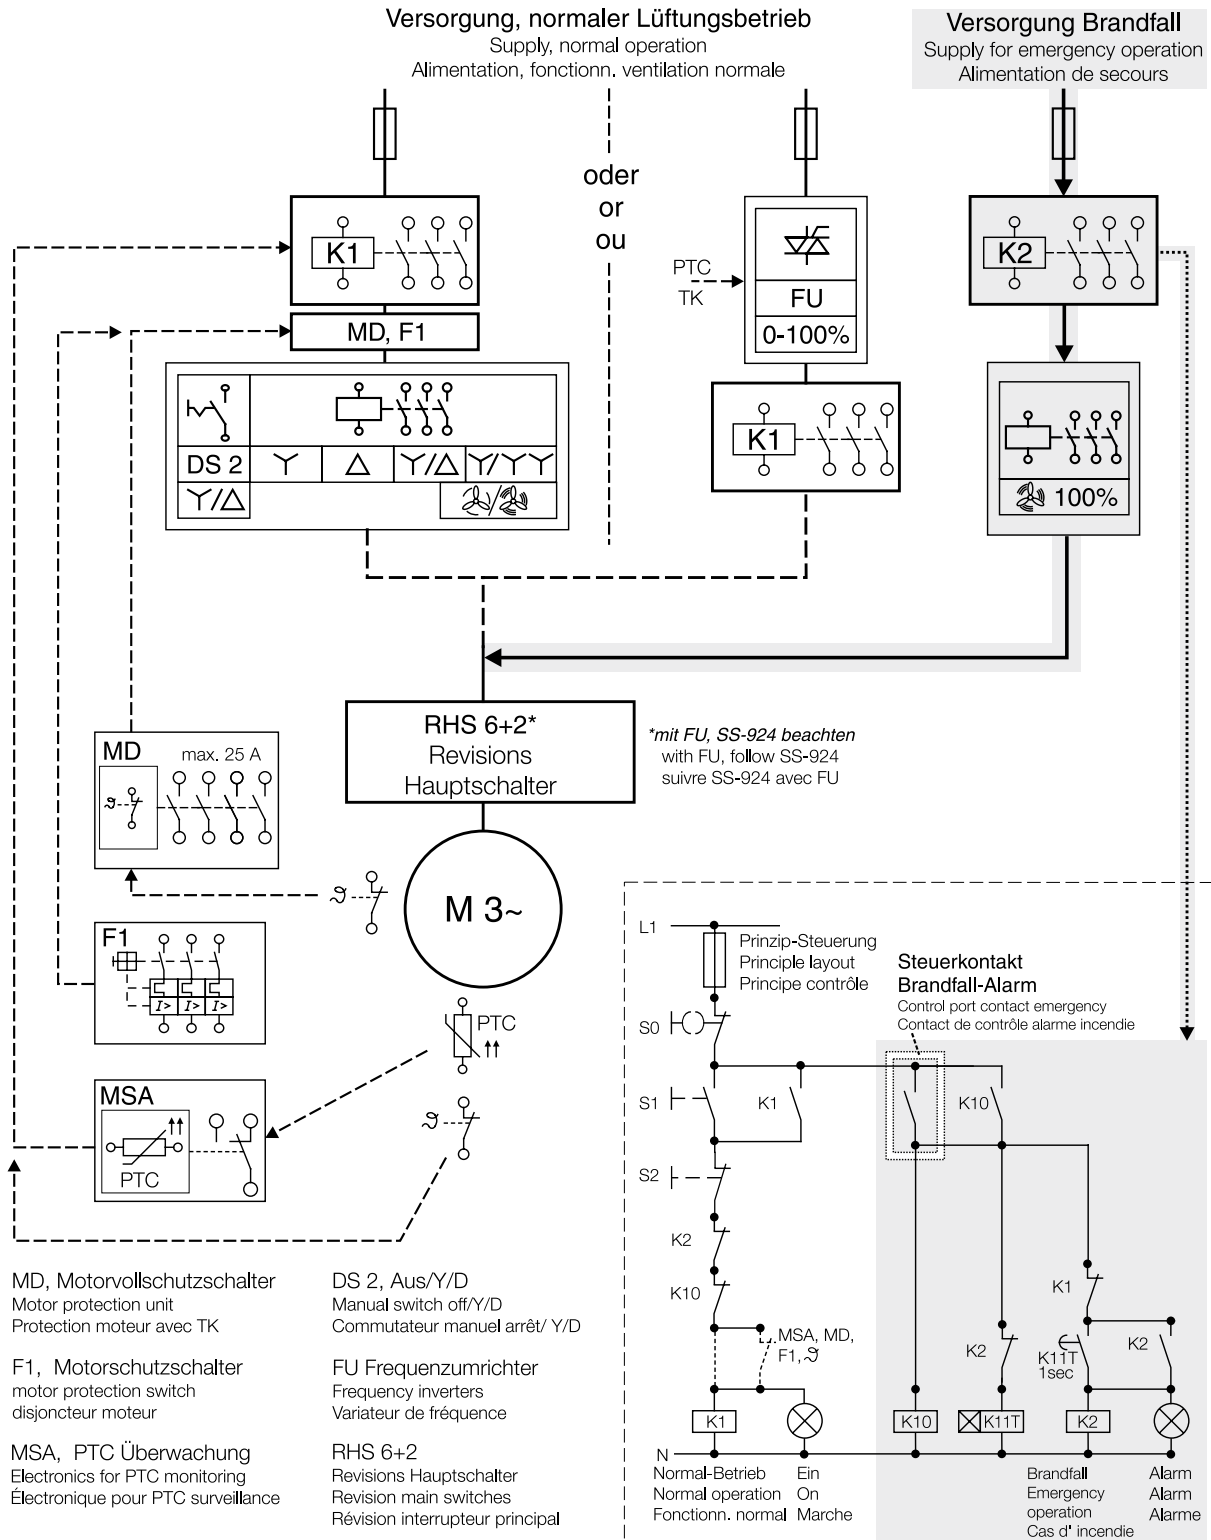 Versorgung, normaler Lüftungsbetrieb
Supply, normal operation
Alimentation, fonctionn. ventilation normale
Versorgung Brandfall
Supply for emergency operation
Alimentation de secours
oder
or
ou
K1
MD, F1
DS 2
PTC
TK
FU
0-100%
K1
K2
100%
RHS 6+2*
Revisions
Hauptschalter
*mit FU, SS-924 beachten
with FU, follow SS-924
suivre SS-924 avec FU
MD
max. 25 A
ϑ
ϑ
M 3~
F1
I> I> I>
PTC
MSA
PTC
ϑ
L1
Prinzip-Steuerung
Principle layout
Principe contrôle
Steuerkontakt
Brandfall-Alarm
Control port contact emergency
Contact de contrôle alarme incendie
S0
S1
K1
K10
S2
K2
K10
MSA, MD,
F1, ϑ
K1
K2
K11T
1sec
K2
K1
K10
K11T
K2
N
Normal-Betrieb
Normal operation
Fonctionn. normal
Ein
On
Marche
Brandfall
Emergency
operation
Cas d' incendie
Alarm
Alarm
Alarme
MD, Motorvollschutzschalter
Motor protection unit
Protection moteur avec TK
F1, Motorschutzschalter
motor protection switch
disjoncteur moteur
MSA, PTC Überwachung
Electronics for PTC monitoring
Électronique pour PTC surveillance
DS 2, Aus/Y/D
Manual switch off/Y/D
Commutateur manuel arrêt/ Y/D
FU Frequenzumrichter
Frequency inverters
Variateur de fréquence
RHS 6+2
Revisions Hauptschalter
Revision main switches
Révision interrupteur principal